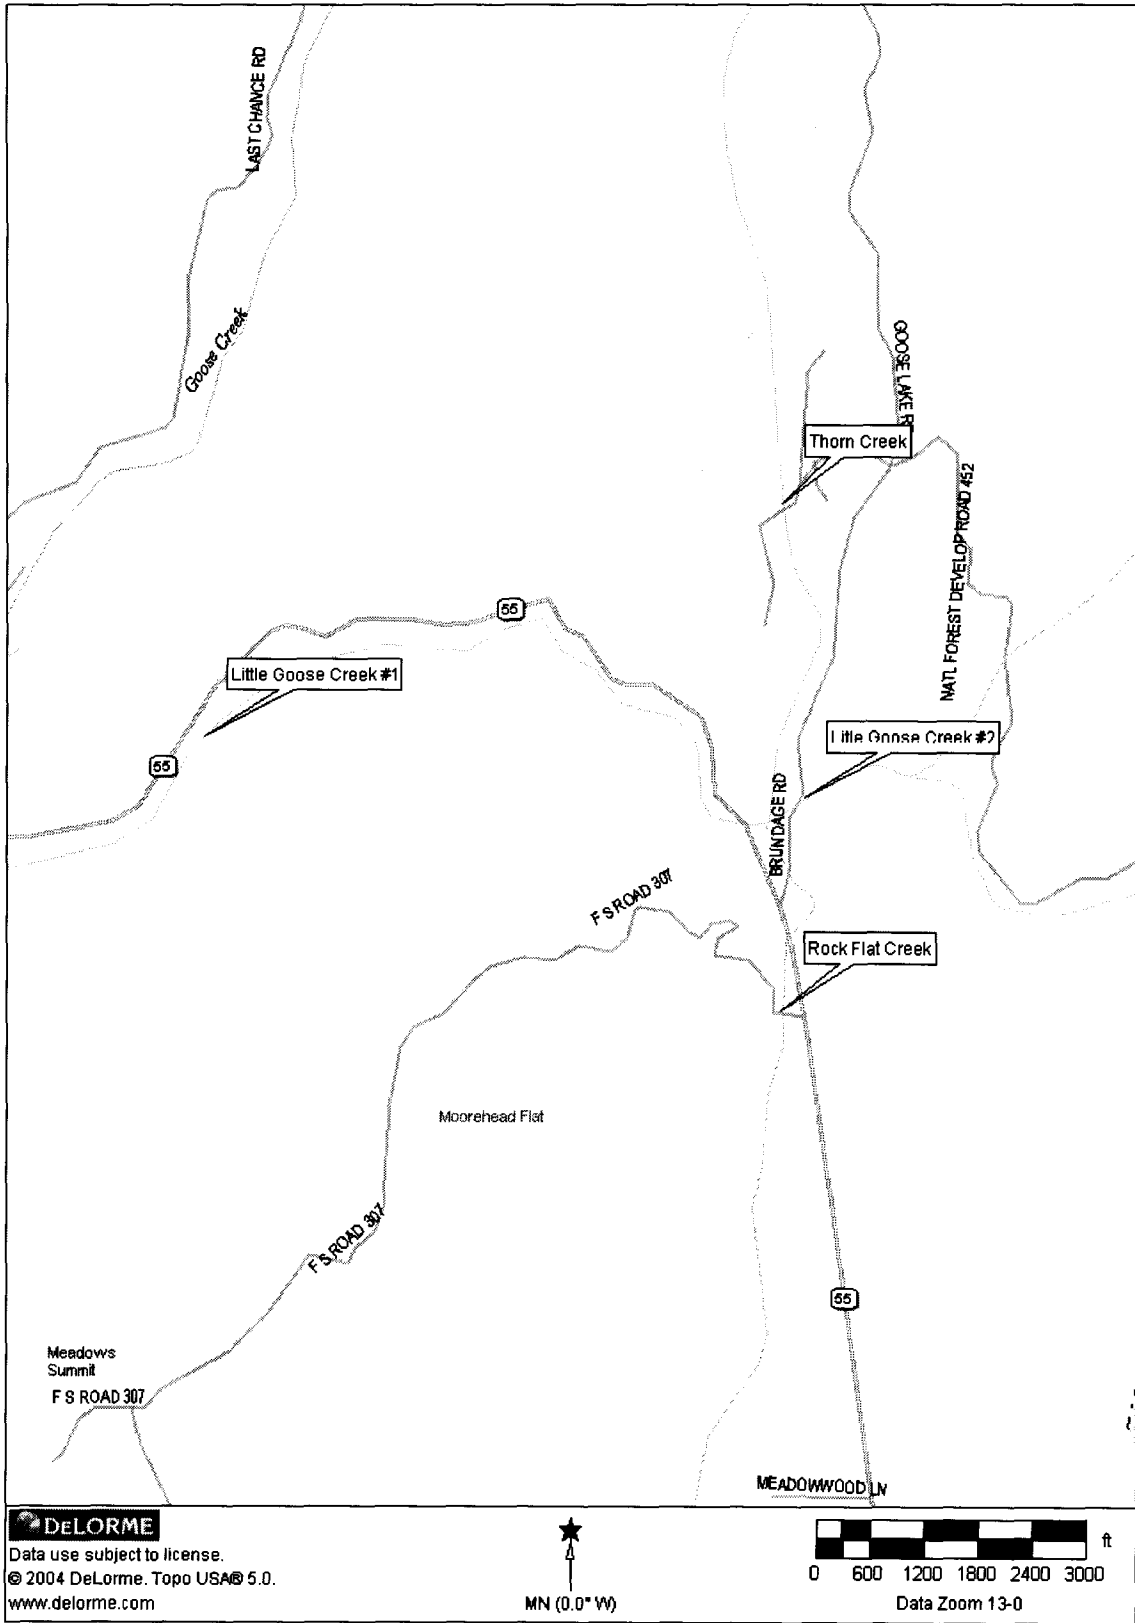 LAST CHANCE RD
Goose Creek
GOOSE LAKE R
Thorn Creek
NATL FOREST DEVELOP ROAD 452
55
Little Goose Creek #1
55
Little Goose Creek #2
BRUNDAGE RD
F S ROAD 307
Rock Flat Creek
Moorehead Flat
F S ROAD 307
55
Meadows
Summit
F S ROAD 307
MEADOWWOOD LN
DELORME
Data use subject to license.
© 2004 DeLorme. Topo USA® 5.0.
www.delorme.com
MN (0.0° W)
ft
0 600 1200 1800 2400 3000
Data Zoom 13-0